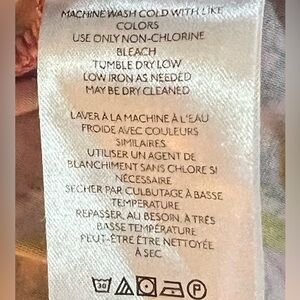 MACHINE WASH COLD WITH LIKE
COLORS
USE ONLY NON-CHLORINE
BLEACH
TUMBLE DRY LOW
LOW IRON AS NEEDED
MAY BE DRY CLEANED
LAVER À LA MACHINE À L'EAU
FROIDE AVEC COULEURS
SIMILAIRES
UTILISER UN AGENT DE
BLANCHIMENT SANS CHLORE SI
NÉCESSAIRE
SÉCHER PAR CULBUTAGE À BASSE
TEMPÉRATURE
REPASSER, AU BESOIN, À TRÈS
BASSE TEMPÉRATURE
PEUT-ÊTRE ÊTRE NETTOYÉ
À SEC
30 P